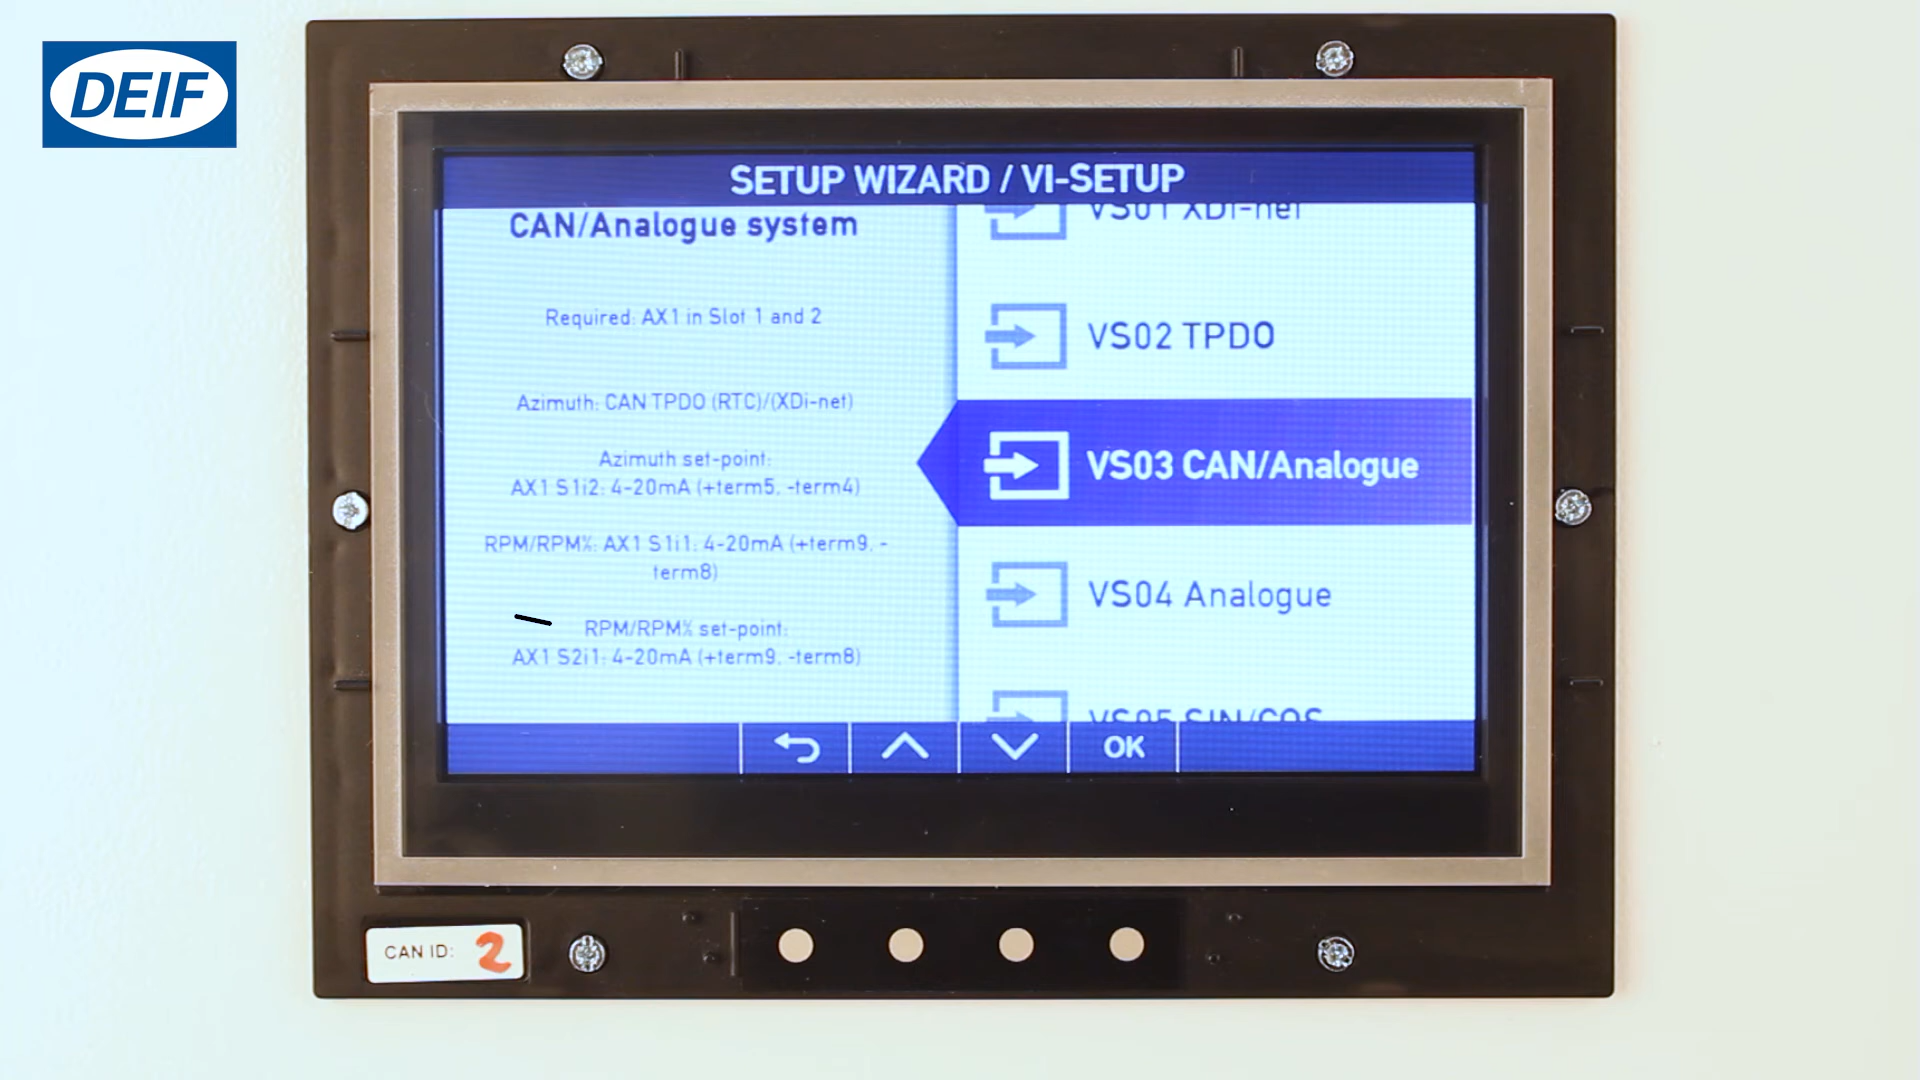 DEIF
SETUP WIZARD / VI-SETUP
CAN/Analogue system
Required: AX1 in Slot 1 and 2
Azimuth: CAN TPDO (RTC)/(XDi-net)
Azimuth set-point:
AX1 S1i2: 4-20mA (+term5, -term4)
RPM/RPM%: AX1 S1i1: 4-20mA (+term9, -
term8)
RPM/RPM% set-point:
AX1 S2i1: 4-20mA (+term9, -term8)
VS01 XDi-net
VS02 TPDO
VS03 CAN/Analogue
VS04 Analogue
VS05 SIN/COS
OK
CAN ID: 2